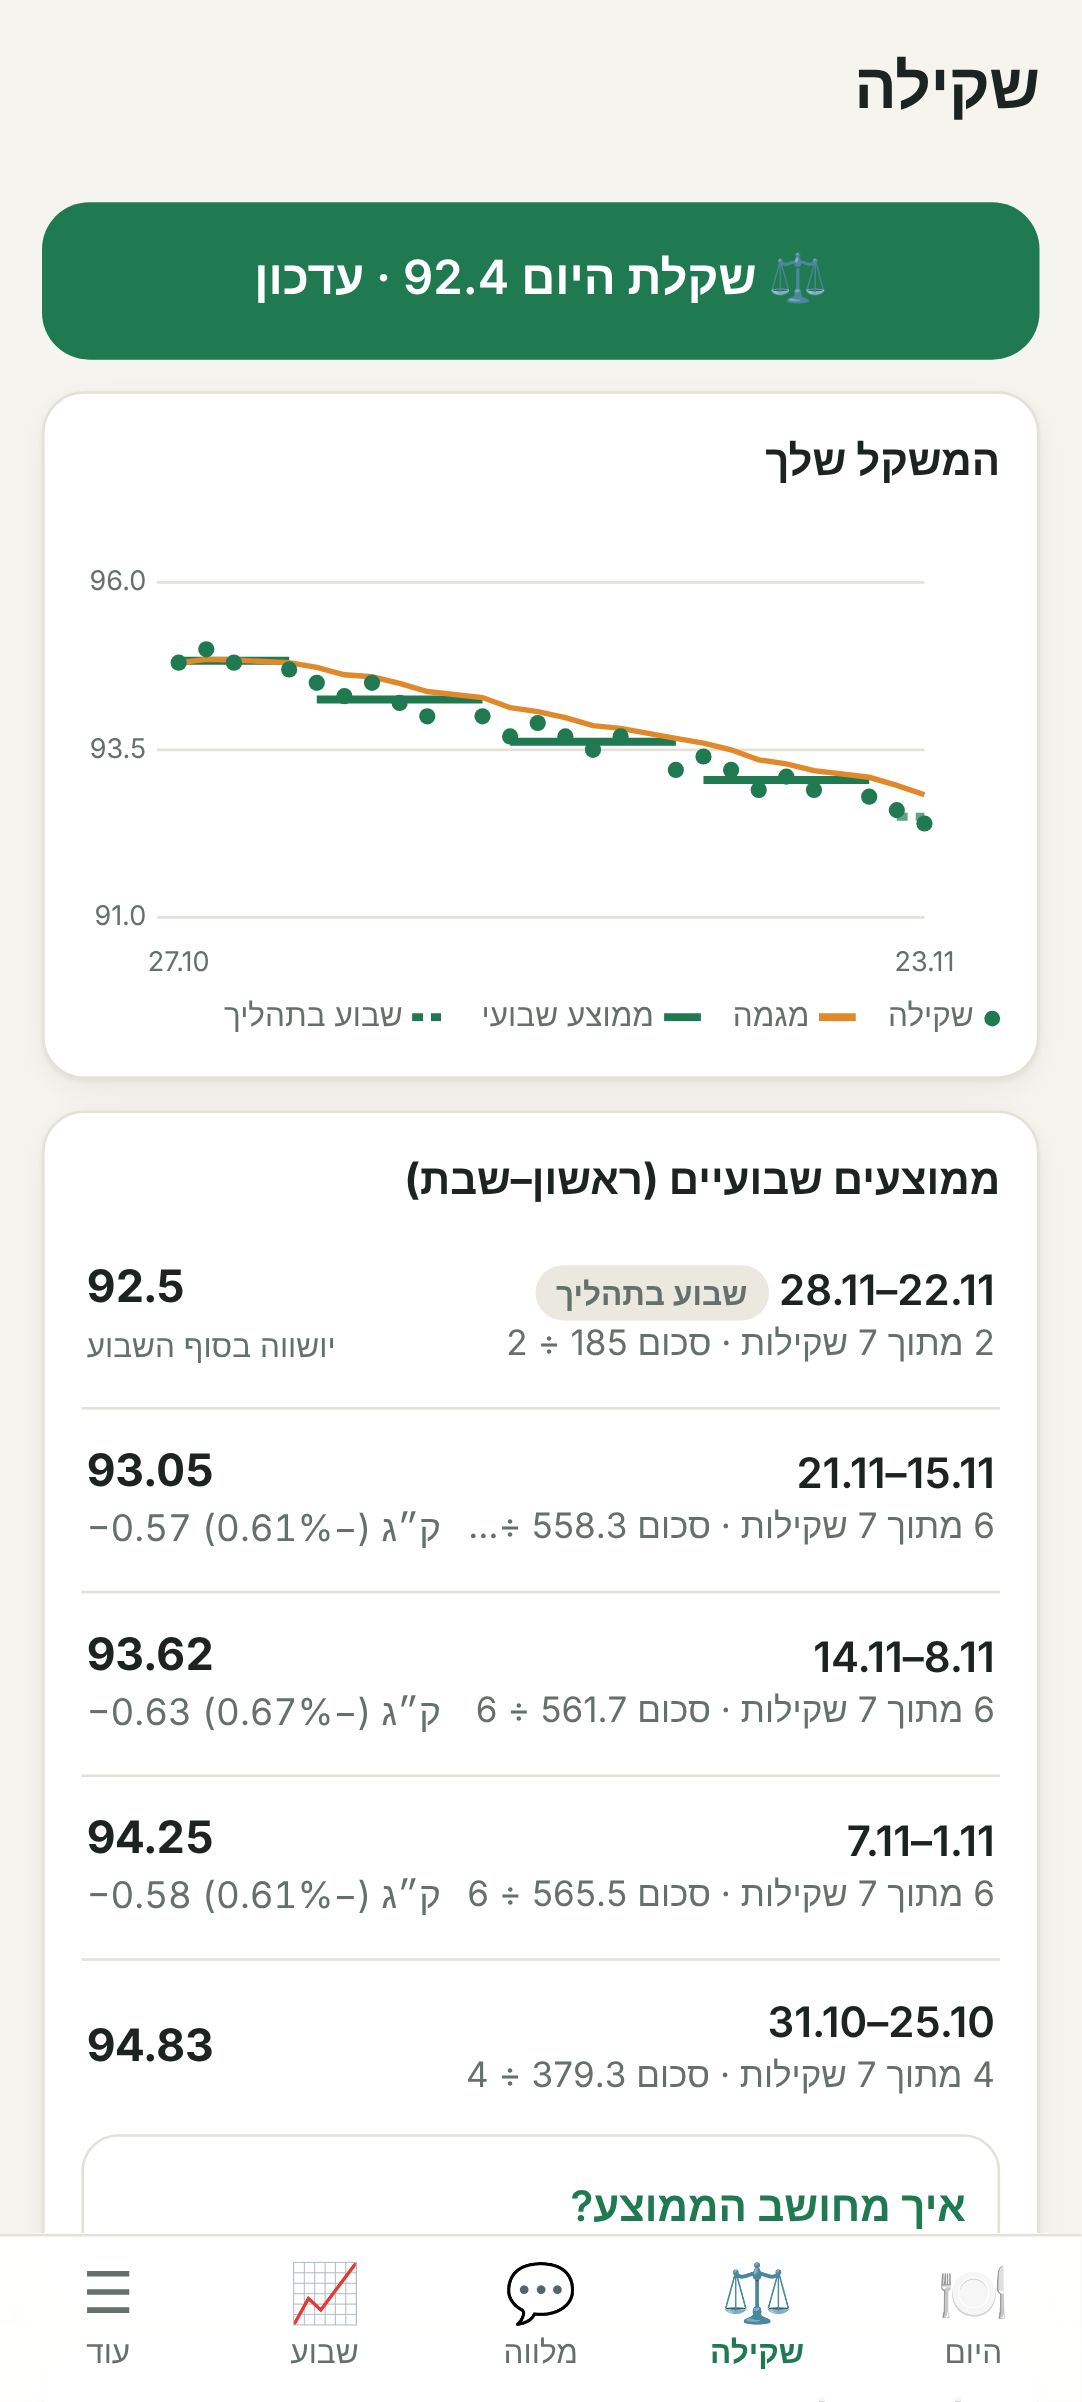 שקילה
⚖️ שקלת היום 92.4 · עדכון
המשקל שלך
96.0
93.5
91.0
27.10
23.11
שקילה
מגמה
ממוצע שבועי
שבוע בתהליך
ממוצעים שבועיים (ראשון–שבת)
22.11–28.11 שבוע בתהליך
92.5
2 מתוך 7 שקילות · סכום 185 ÷ 2
יושווה בסוף השבוע
15.11–21.11
93.05
6 מתוך 7 שקילות · סכום 558.3 ÷...
−0.57 ק״ג (−0.61%)
8.11–14.11
93.62
6 מתוך 7 שקילות · סכום 561.7 ÷ 6
−0.63 ק״ג (−0.67%)
1.11–7.11
94.25
6 מתוך 7 שקילות · סכום 565.5 ÷ 6
−0.58 ק״ג (−0.61%)
25.10–31.10
94.83
4 מתוך 7 שקילות · סכום 379.3 ÷ 4
איך מחושב הממוצע?
היום
שקילה
מלווה
שבוע
עוד